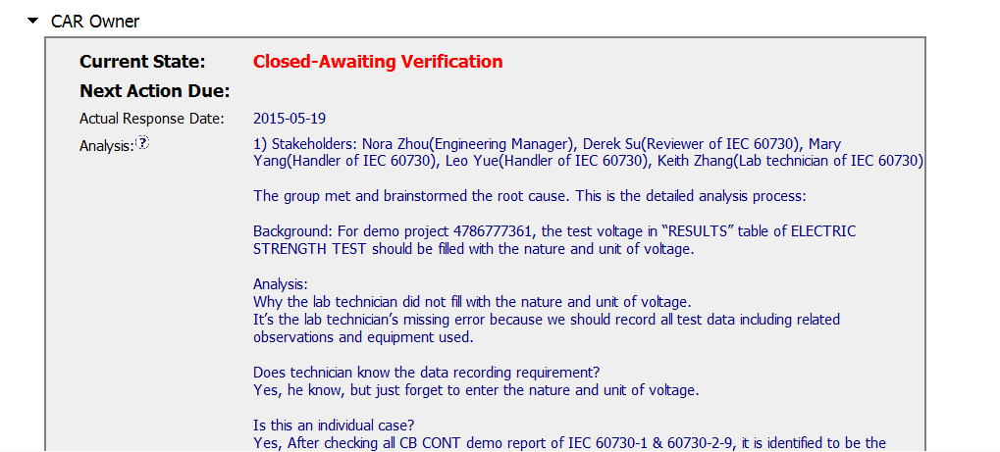 CAR Owner
Current State: Closed-Awaiting Verification
Next Action Due:
Actual Response Date: 2015-05-19
Analysis:? 1) Stakeholders: Nora Zhou(Engineering Manager), Derek Su(Reviewer of IEC 60730), Mary
Yang(Handler of IEC 60730), Leo Yue(Handler of IEC 60730), Keith Zhang(Lab technician of IEC 60730)
The group met and brainstormed the root cause. This is the detailed analysis process:
Background: For demo project 4786777361, the test voltage in “RESULTS” table of ELECTRIC
STRENGTH TEST should be filled with the nature and unit of voltage.
Analysis:
Why the lab technician did not fill with the nature and unit of voltage.
It’s the lab technician’s missing error because we should record all test data including related
observations and equipment used.
Does technician know the data recording requirement?
Yes, he know, but just forget to enter the nature and unit of voltage.
Is this an individual case?
Yes, After checking all CB CONT demo report of IEC 60730-1 & 60730-2-9, it is identified to be the